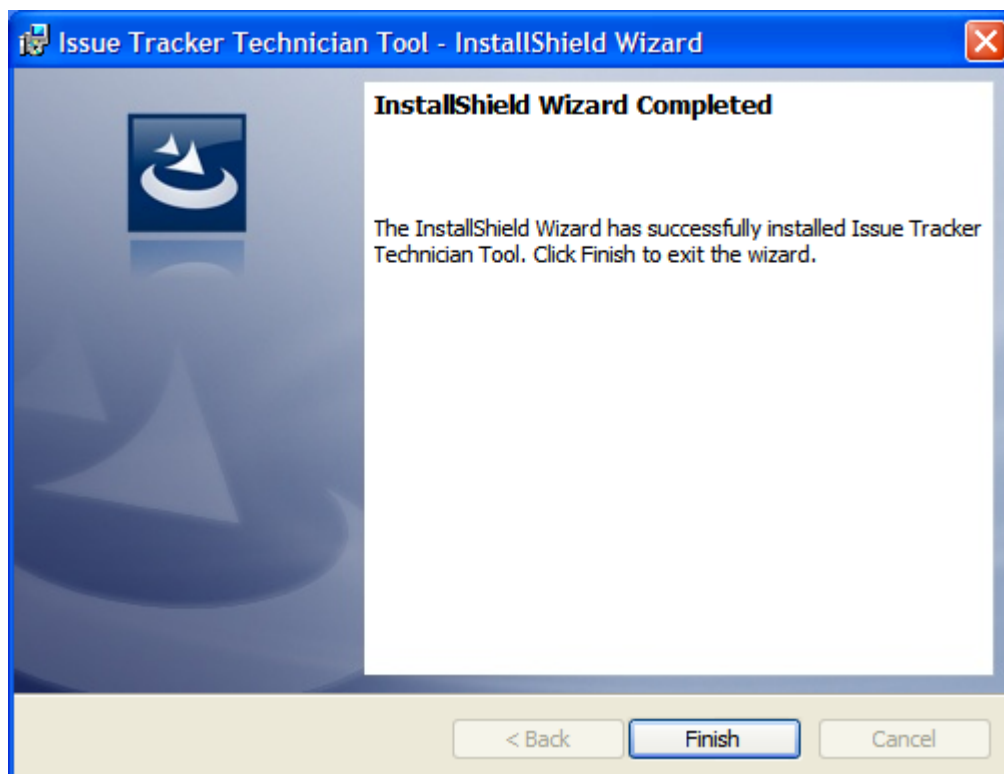 Issue Tracker Technician Tool - InstallShield Wizard
InstallShield Wizard Completed
The InstallShield Wizard has successfully installed Issue Tracker
Technician Tool. Click Finish to exit the wizard.
< Back Finish Cancel